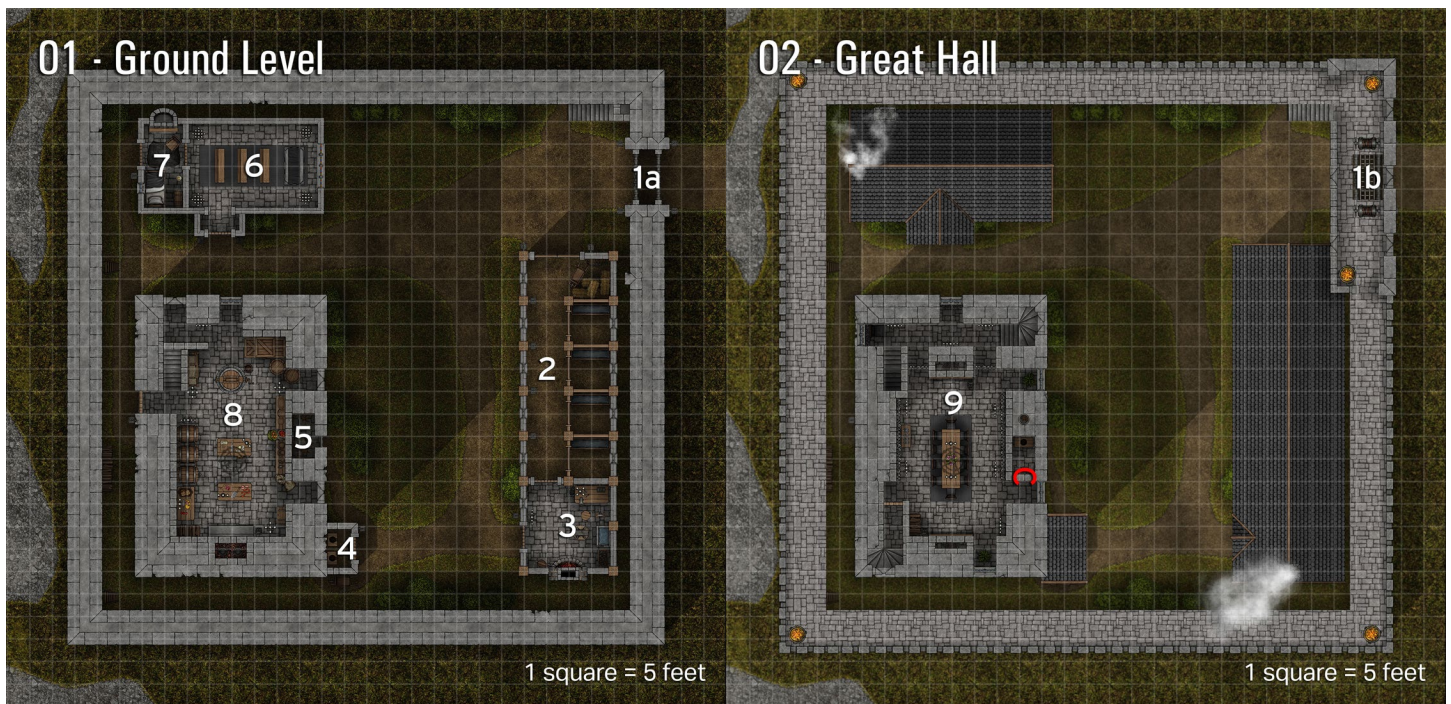 01 - Ground Level
7
6
1a
2
8
5
3
4
1 square = 5 feet
02 - Great Hall
1b
9
C
1 square = 5 feet